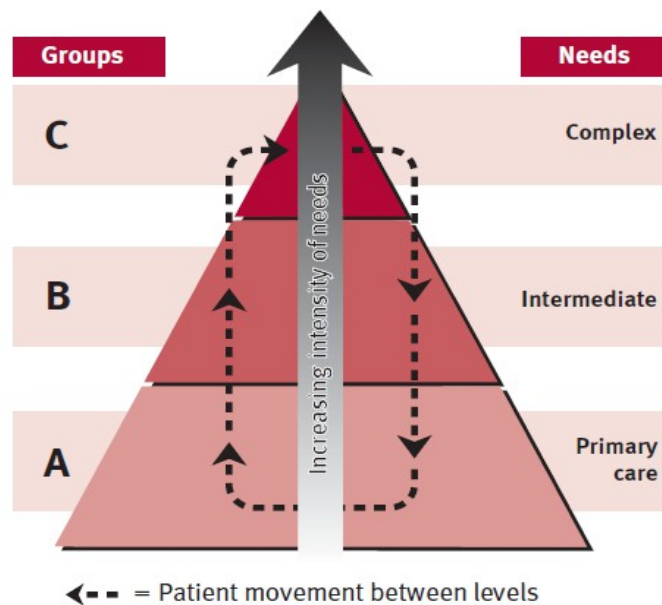 Groups
Needs
C
Complex
Increasing intensity of needs
B
Intermediate
A
Primary
care
= Patient movement between levels